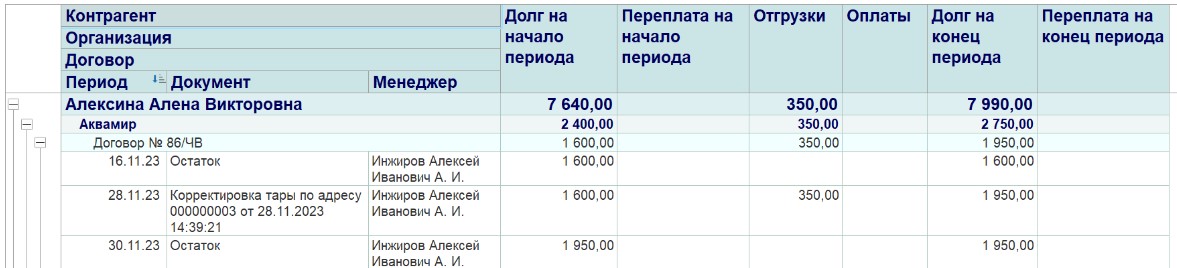 Контрагент
Организация
Договор
Период Документ Менеджер
Долг на начало периода
Переплата на начало периода
Отгрузки
Оплаты
Долг на конец периода
Переплата на конец периода
Алексина Алена Викторовна 7 640,00 350,00 7 990,00
Аквамир 2 400,00 350,00 2 750,00
Договор № 86/ЧВ 1 600,00 350,00 1 950,00
16.11.23 Остаток Инжиров Алексей 1 600,00 1 600,00
Иванович А. И.
28.11.23 Корректировка тары по адресу Инжиров Алексей 1 600,00 350,00 1 950,00
000000003 от 28.11.2023 Иванович А. И.
14:39:21
30.11.23 Остаток Инжиров Алексей 1 950,00 1 950,00
Иванович А. И.